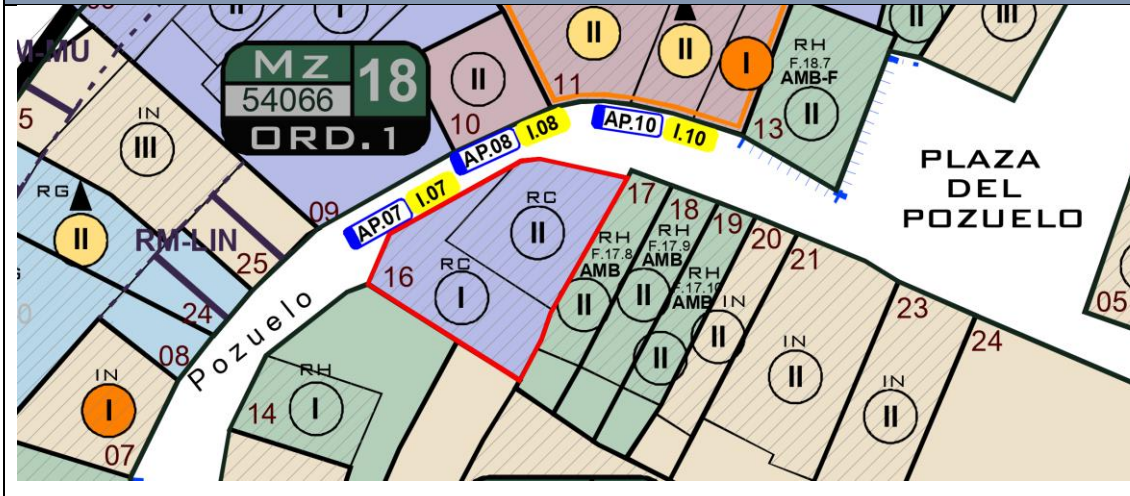 M-MU
5
IN
III
RG
II
RM-LIN
25
24
08
09
IN
I
07
Mz
18
54066
ORD.1
II
I
II
10
11
II
II
I
RH
F.18.7
AMB-F
II
13
II
III
AP.07 I.07
AP.08 I.08
AP.10 I.10
Pozuelo
PLAZA
DEL
POZUELO
16
RC
II
RC
I
RH
I
14
17
RH
F.17.8
AMB
II
18
RH
F.17.9
AMB
II
19
RH
F.17.10
AMB
II
20
IN
II
21
IN
II
23
IN
II
24
05